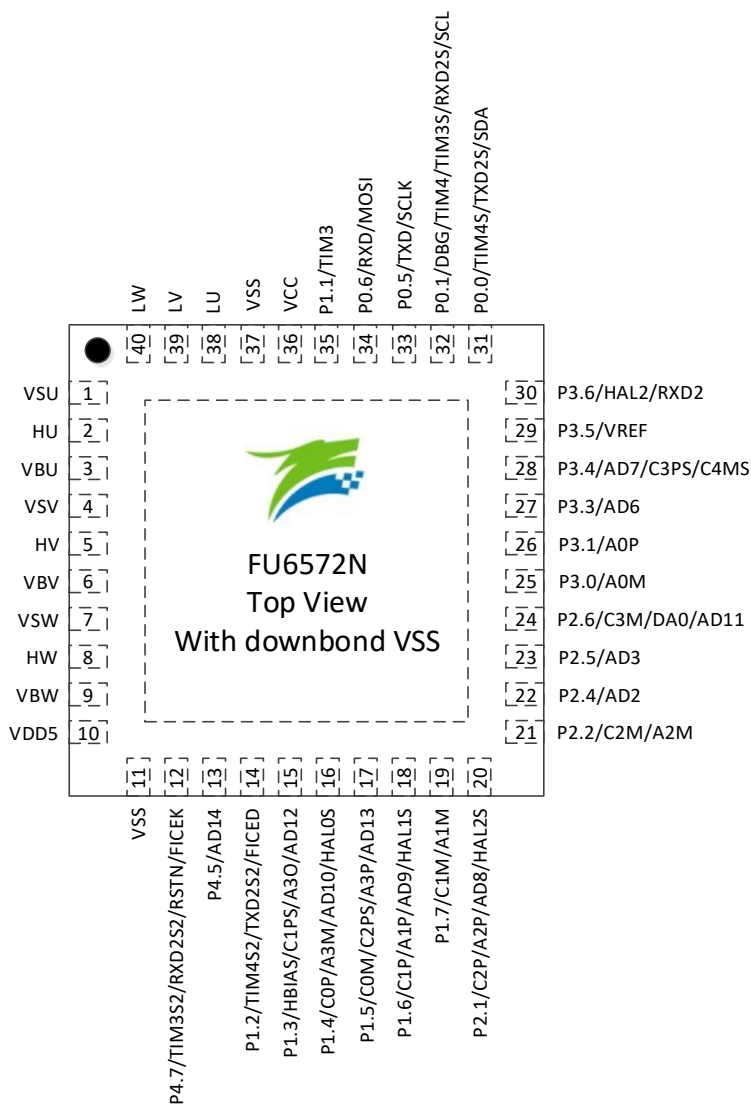 LW
LV
LU
VSS
VCC
P1.1/TIM3
P0.6/RXD/MOSI
P0.5/TXD/SCLK
P0.1/DBG/TIM4/TIM3S/RXD2S/SCL
P0.0/TIM4S/TXD2S/SDA
40
39
38
37
36
35
34
33
32
31
VSU 1
HU 2
VBU 3
VSV 4
HV 5
VBV 6
VSW 7
HW 8
VBW 9
VDD5 10
FU6572N
Top View
With downbond VSS
30 P3.6/HAL2/RXD2
29 P3.5/VREF
28 P3.4/AD7/C3PS/C4MS
27 P3.3/AD6
26 P3.1/A0P
25 P3.0/A0M
24 P2.6/C3M/DA0/AD11
23 P2.5/AD3
22 P2.4/AD2
21 P2.2/C2M/A2M
11
12
13
14
15
16
17
18
19
20
VSS
P4.7/TIM3S2/RXD2S2/RSTN/FICEK
P4.5/AD14
P1.2/TIM4S2/TXD2S2/FICED
P1.3/HBIAS/C1PS/A3O/AD12
P1.4/C0P/A3M/AD10/HAL0S
P1.5/C0M/C2PS/A3P/AD13
P1.6/C1P/A1P/AD9/HAL1S
P1.7/C1M/A1M
P2.1/C2P/A2P/AD8/HAL2S